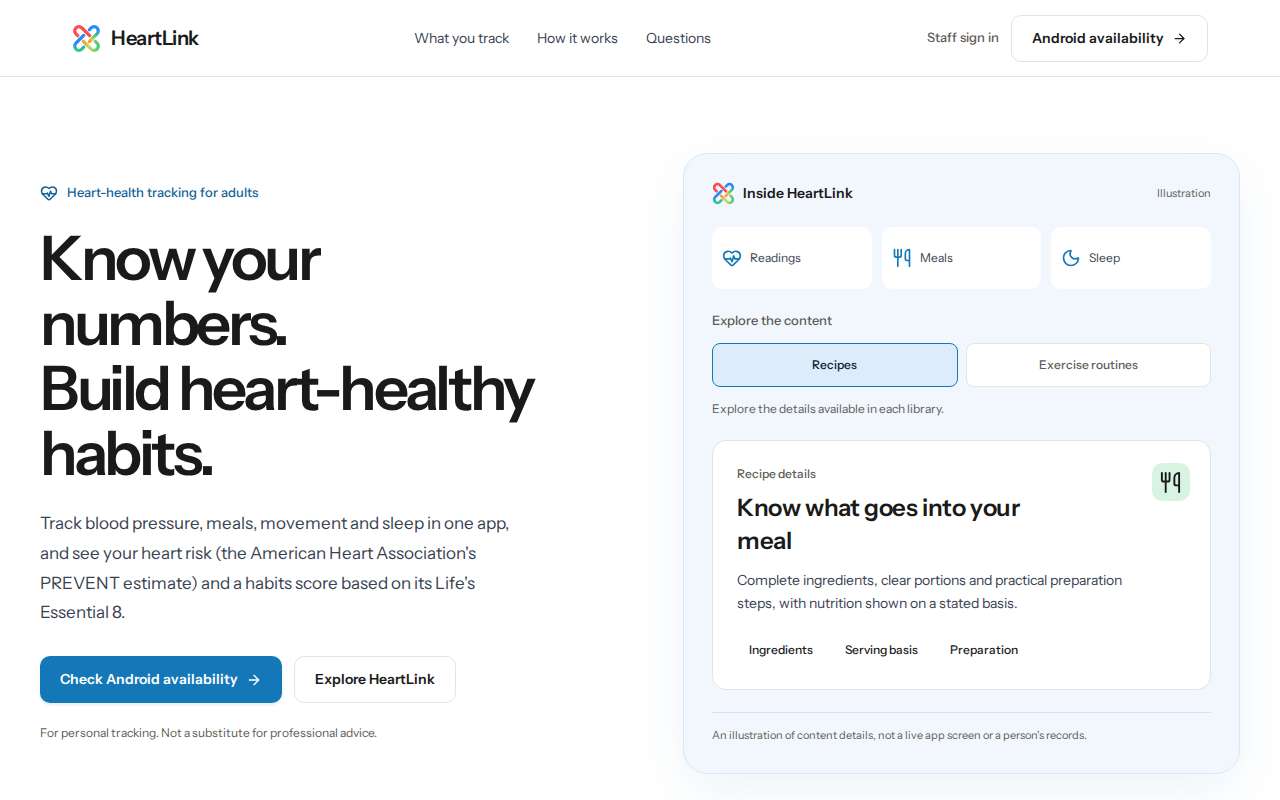 HeartLink
What you track
How it works
Questions
Staff sign in
Android availability
Heart-health tracking for adults
Know your
numbers.
Build heart-healthy
habits.
Track blood pressure, meals, movement and sleep in one app,
and see your heart risk (the American Heart Association's
PREVENT estimate) and a habits score based on its Life's
Essential 8.
Check Android availability
Explore HeartLink
For personal tracking. Not a substitute for professional advice.
Inside HeartLink
Illustration
Readings
Meals
Sleep
Explore the content
Recipes
Exercise routines
Explore the details available in each library.
Recipe details
Know what goes into your
meal
Complete ingredients, clear portions and practical preparation
steps, with nutrition shown on a stated basis.
Ingredients
Serving basis
Preparation
An illustration of content details, not a live app screen or a person's records.